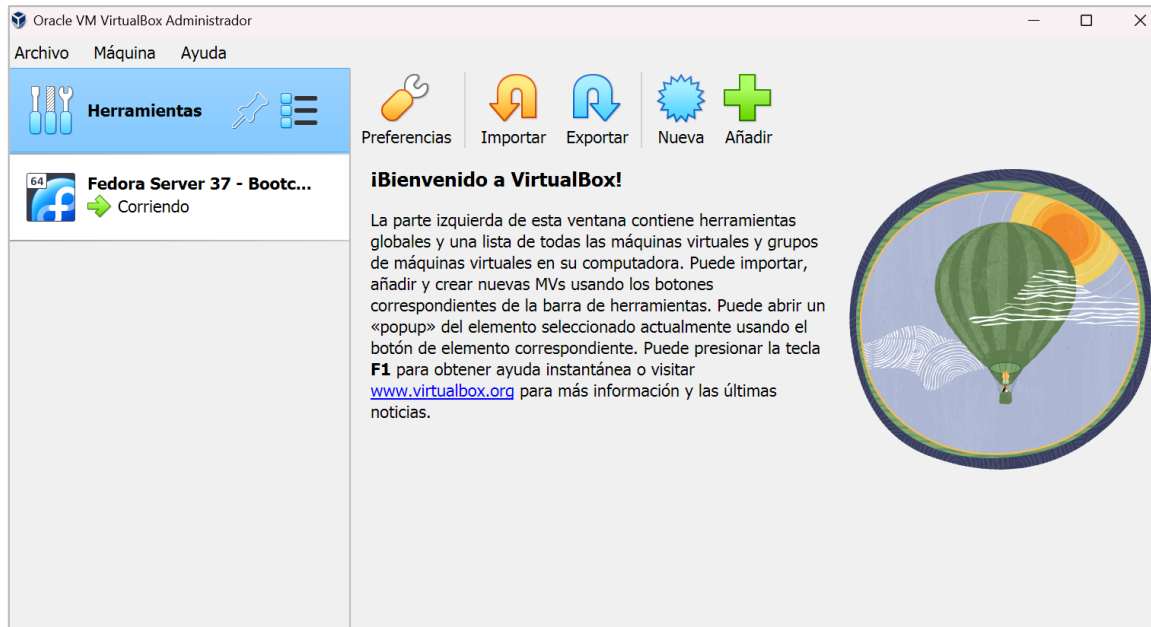 Oracle VM VirtualBox Administrador
Archivo Máquina Ayuda
Herramientas
Preferencias Importar Exportar Nueva Añadir
64
Fedora Server 37 - Bootc...
Corriendo
¡Bienvenido a VirtualBox!
La parte izquierda de esta ventana contiene herramientas
globales y una lista de todas las máquinas virtuales y grupos
de máquinas virtuales en su computadora. Puede importar,
añadir y crear nuevas MVs usando los botones
correspondientes de la barra de herramientas. Puede abrir un
«popup» del elemento seleccionado actualmente usando el
botón de elemento correspondiente. Puede presionar la tecla
F1 para obtener ayuda instantánea o visitar
www.virtualbox.org para más información y las últimas
noticias.